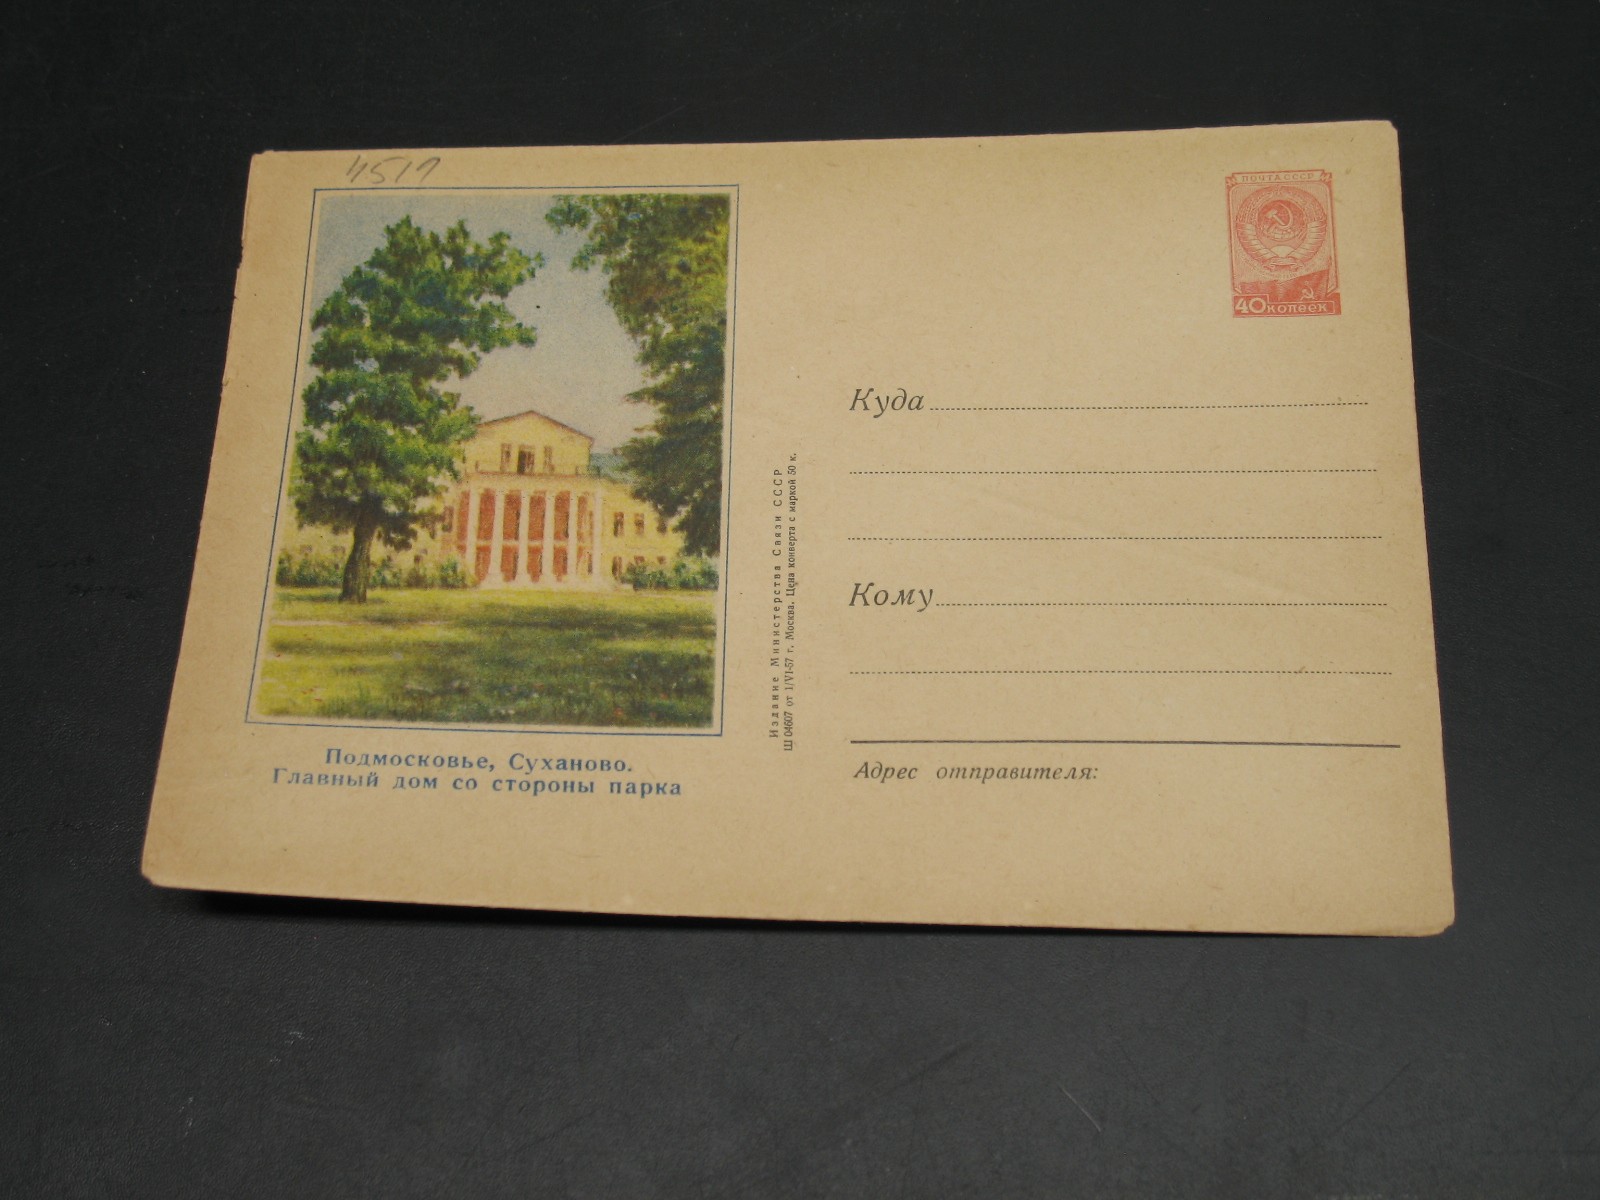 4517
ПОЧТА СССР
40 копеек
Куда
Кому
Адрес отправителя:
Издание Министерства Связи СССР
Ш 04607 от 1/VI-57 г. Москва. Цена конверта с маркой 50 к.
Подмосковье, Суханово.
Главный дом со стороны парка